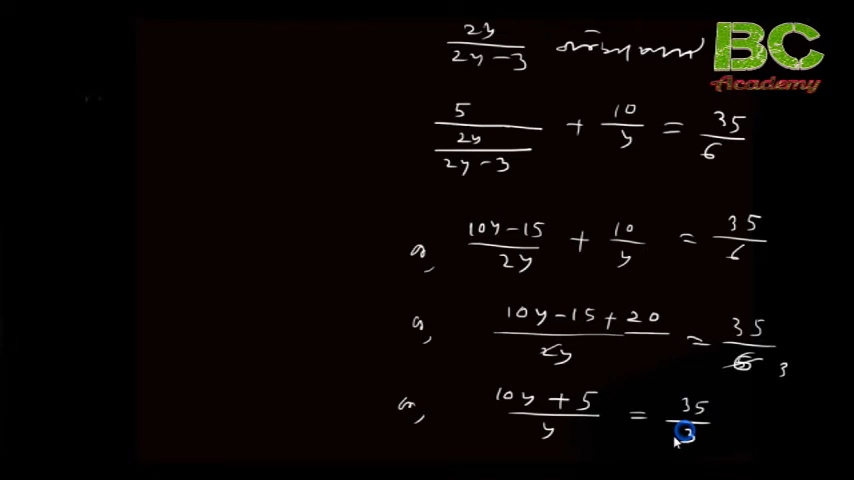 BC
Academy
2y/(2y-3)
5/(2y/(2y-3)) + 10/y = 35/6
বা, (10y-15)/2y + 10/y = 35/6
বা, (10y-15+20)/2y = 35/6 3
বা, (10y+5)/y = 35/3